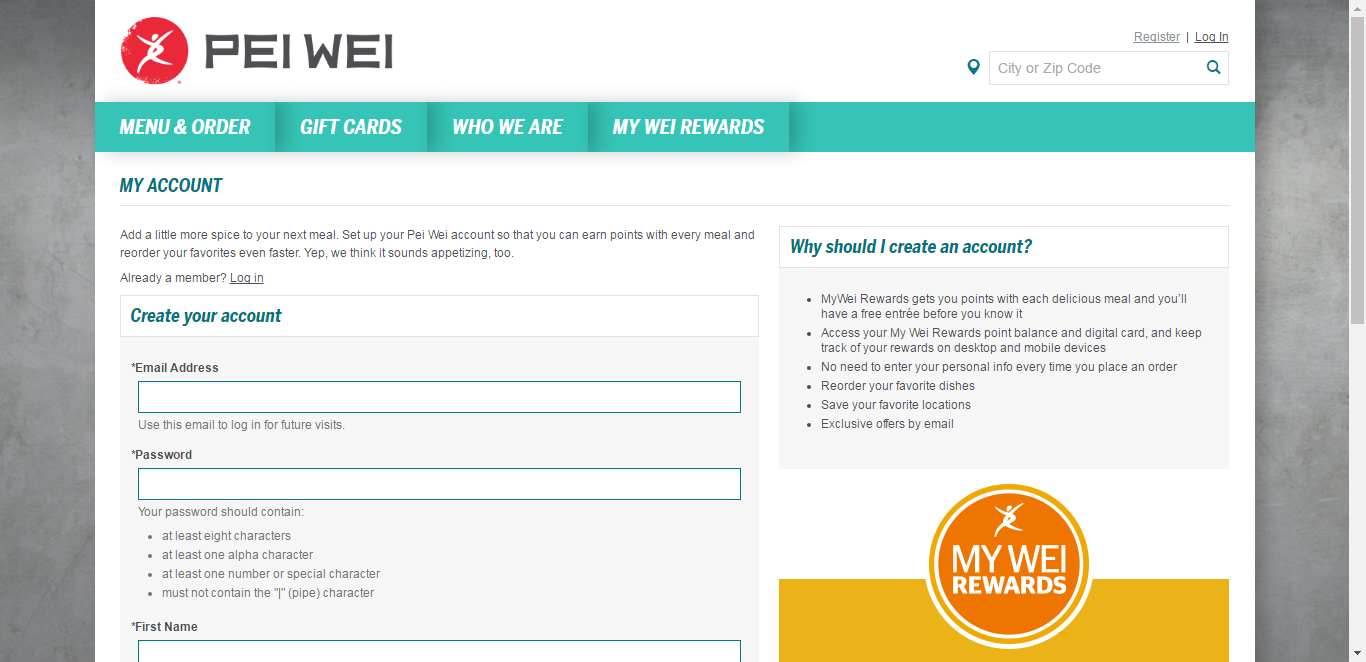 PEI WEI
Register | Log In
City or Zip Code
MENU & ORDER
GIFT CARDS
WHO WE ARE
MY WEI REWARDS
MY ACCOUNT
Add a little more spice to your next meal. Set up your Pei Wei account so that you can earn points with every meal and
reorder your favorites even faster. Yep, we think it sounds appetizing, too.
Already a member? Log in
Create your account
*Email Address
Use this email to log in for future visits.
*Password
Your password should contain:
at least eight characters
at least one alpha character
at least one number or special character
must not contain the "|" (pipe) character
*First Name
Why should I create an account?
MyWei Rewards gets you points with each delicious meal and you’ll
have a free entrée before you know it
Access your My Wei Rewards point balance and digital card, and keep
track of your rewards on desktop and mobile devices
No need to enter your personal info every time you place an order
Reorder your favorite dishes
Save your favorite locations
Exclusive offers by email
MY WEI
REWARDS